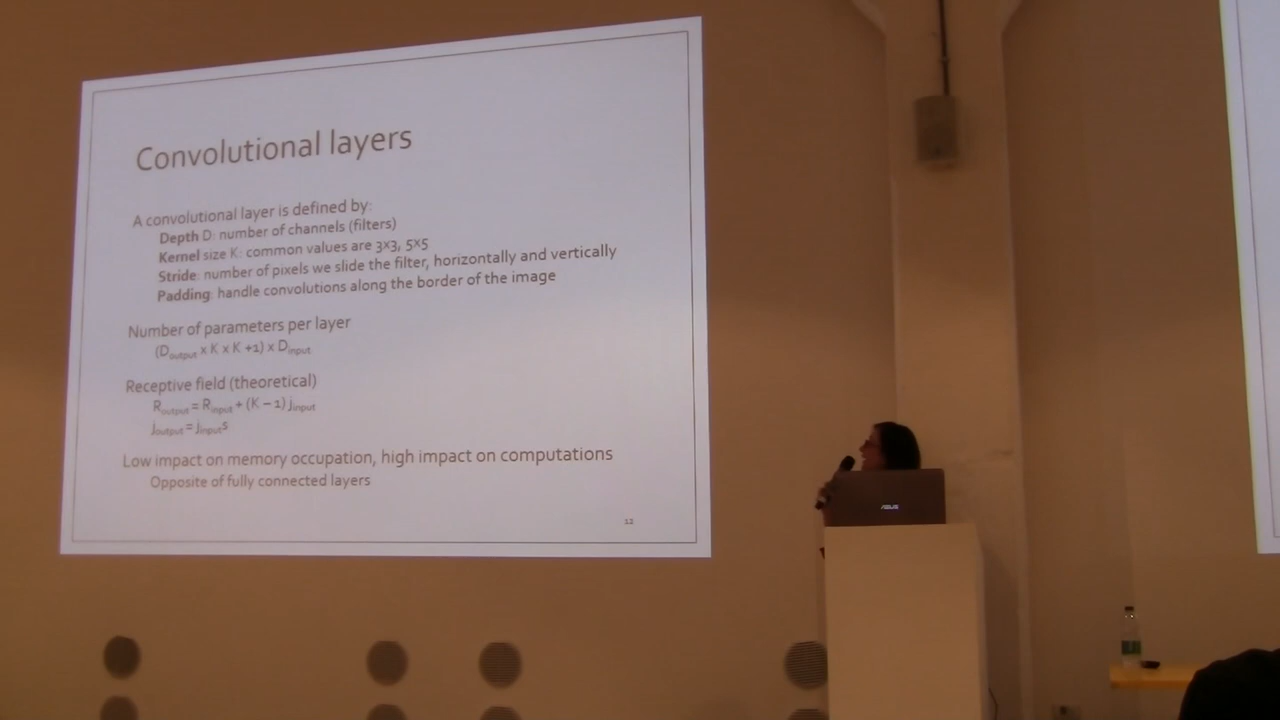 Convolutional layers
A convolutional layer is defined by:
Depth D: number of channels (filters)
Kernel size K: common values are 3x3, 5x5
Stride: number of pixels we slide the filter, horizontally and vertically
Padding: handle convolutions along the border of the image
Number of parameters per layer
(Doutput x K x K +1) x Dinput
Receptive field (theoretical)
Routput = Rinput + (K – 1) jinput
joutput = jinputs
Low impact on memory occupation, high impact on computations
Opposite of fully connected layers
12
ASUS